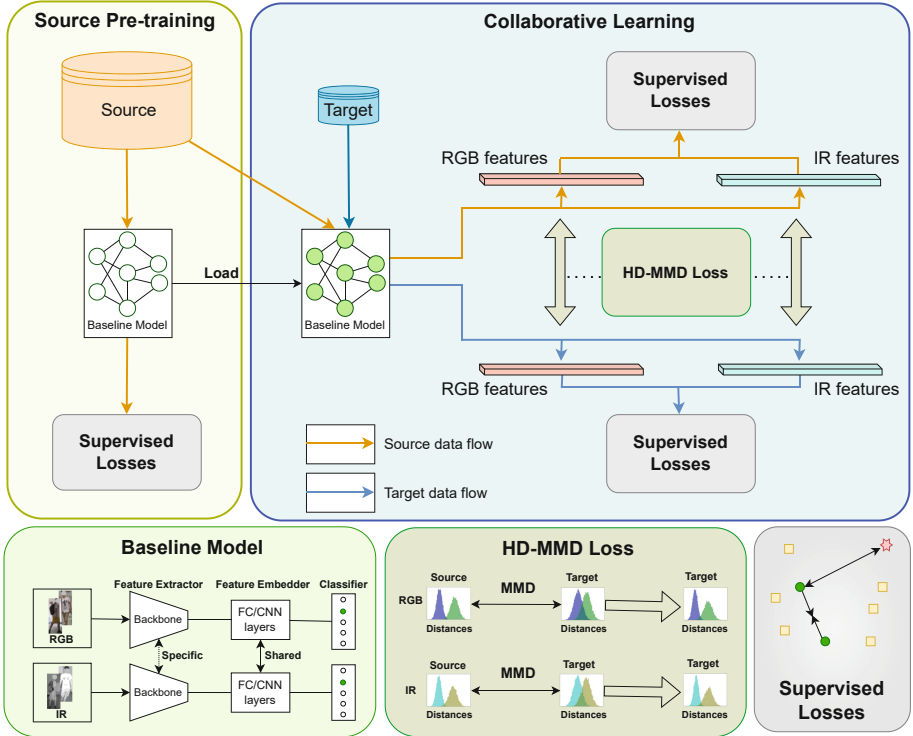 Source Pre-training
Collaborative Learning
Source
Target
Supervised
Losses
RGB features
IR features
Load
HD-MMD Loss
Baseline Model
Baseline Model
RGB features
IR features
Supervised
Losses
Supervised
Losses
Source data flow
Target data flow
Baseline Model
Feature Extractor
Feature Embedder
Classifier
Backbone
FC/CNN
layers
RGB
Specific
Shared
Backbone
FC/CNN
layers
IR
HD-MMD Loss
Source
MMD
Target
Target
RGB
Distances
Distances
Distances
Source
MMD
Target
Target
IR
Distances
Distances
Distances
Supervised
Losses